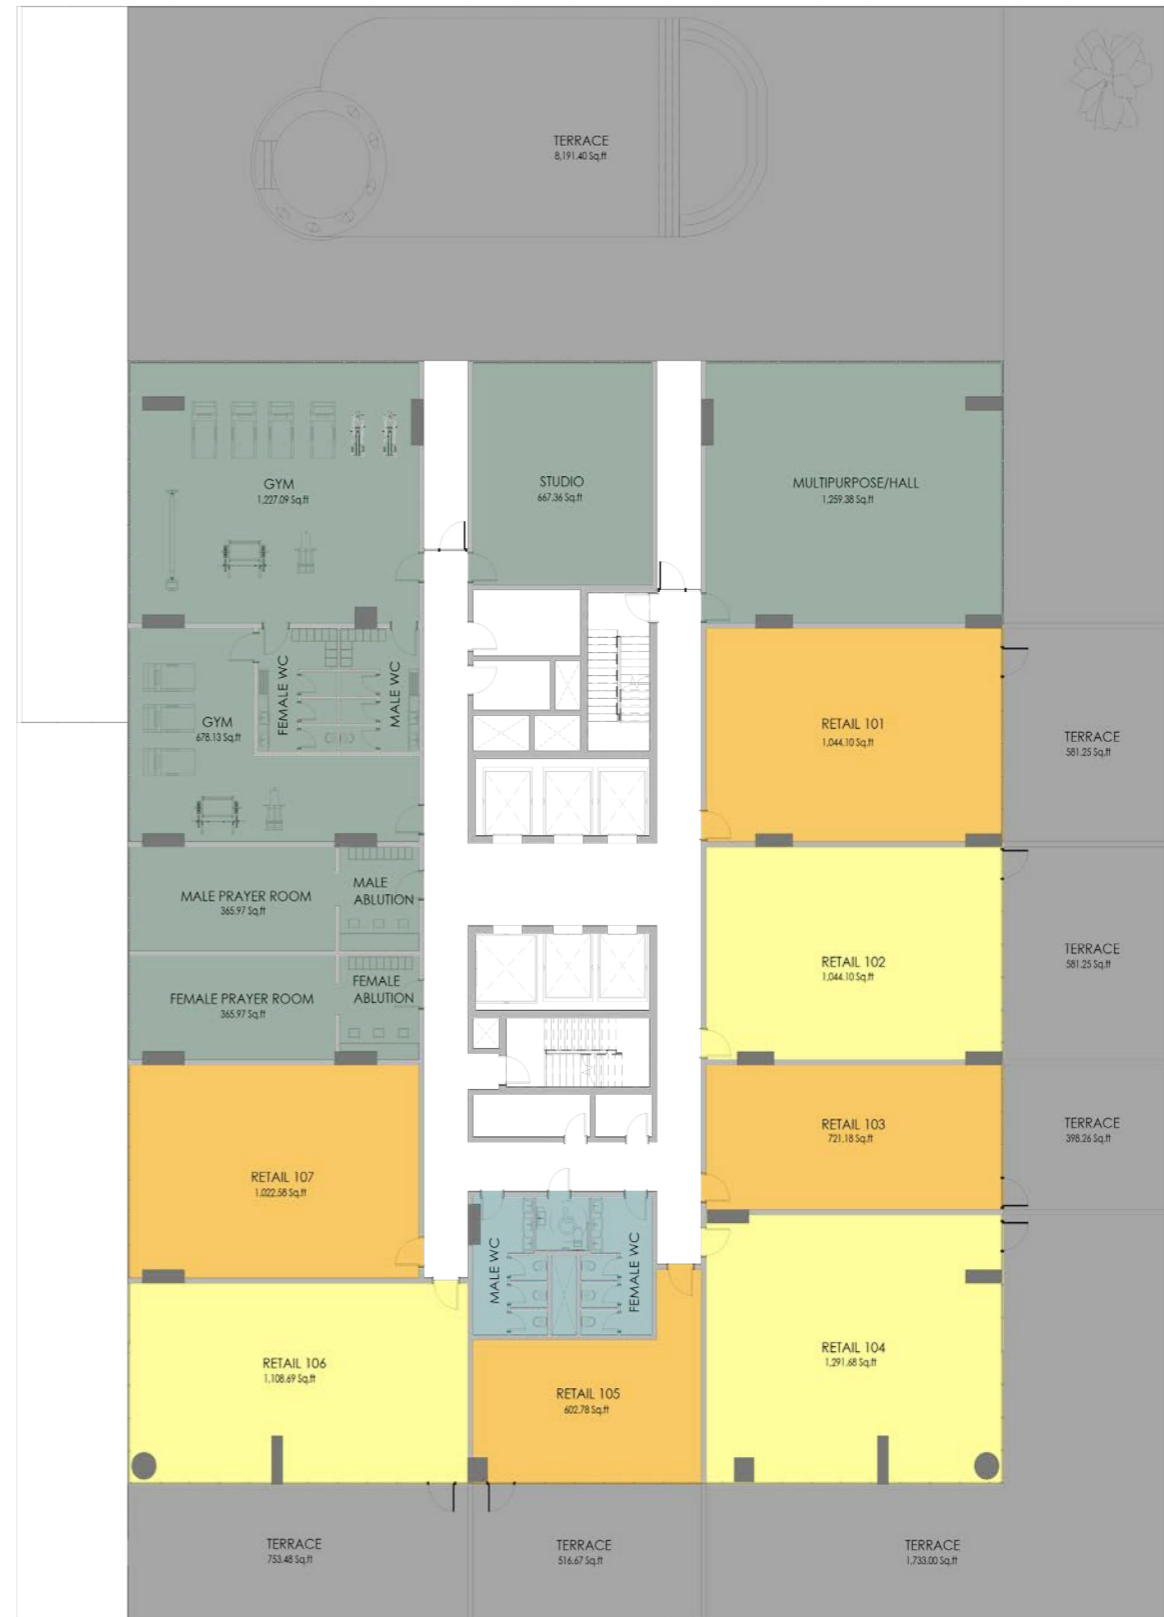 TERRACE
8,191.40 Sq.ft
GYM
1,227.09 Sq.ft
STUDIO
667.36 Sq.ft
MULTIPURPOSE/HALL
1,259.38 Sq.ft
FEMALE WC
MALE WC
GYM
678.13 Sq.ft
RETAIL 101
1,044.10 Sq.ft
TERRACE
581.25 Sq.ft
MALE PRAYER ROOM
365.97 Sq.ft
MALE
ABLUTION
RETAIL 102
1,044.10 Sq.ft
TERRACE
581.25 Sq.ft
FEMALE PRAYER ROOM
365.97 Sq.ft
FEMALE
ABLUTION
RETAIL 103
721.18 Sq.ft
TERRACE
398.26 Sq.ft
RETAIL 107
1,022.58 Sq.ft
MALE WC
FEMALE WC
RETAIL 106
1,108.69 Sq.ft
RETAIL 105
602.78 Sq.ft
RETAIL 104
1,291.68 Sq.ft
TERRACE
753.48 Sq.ft
TERRACE
516.67 Sq.ft
TERRACE
1,733.00 Sq.ft